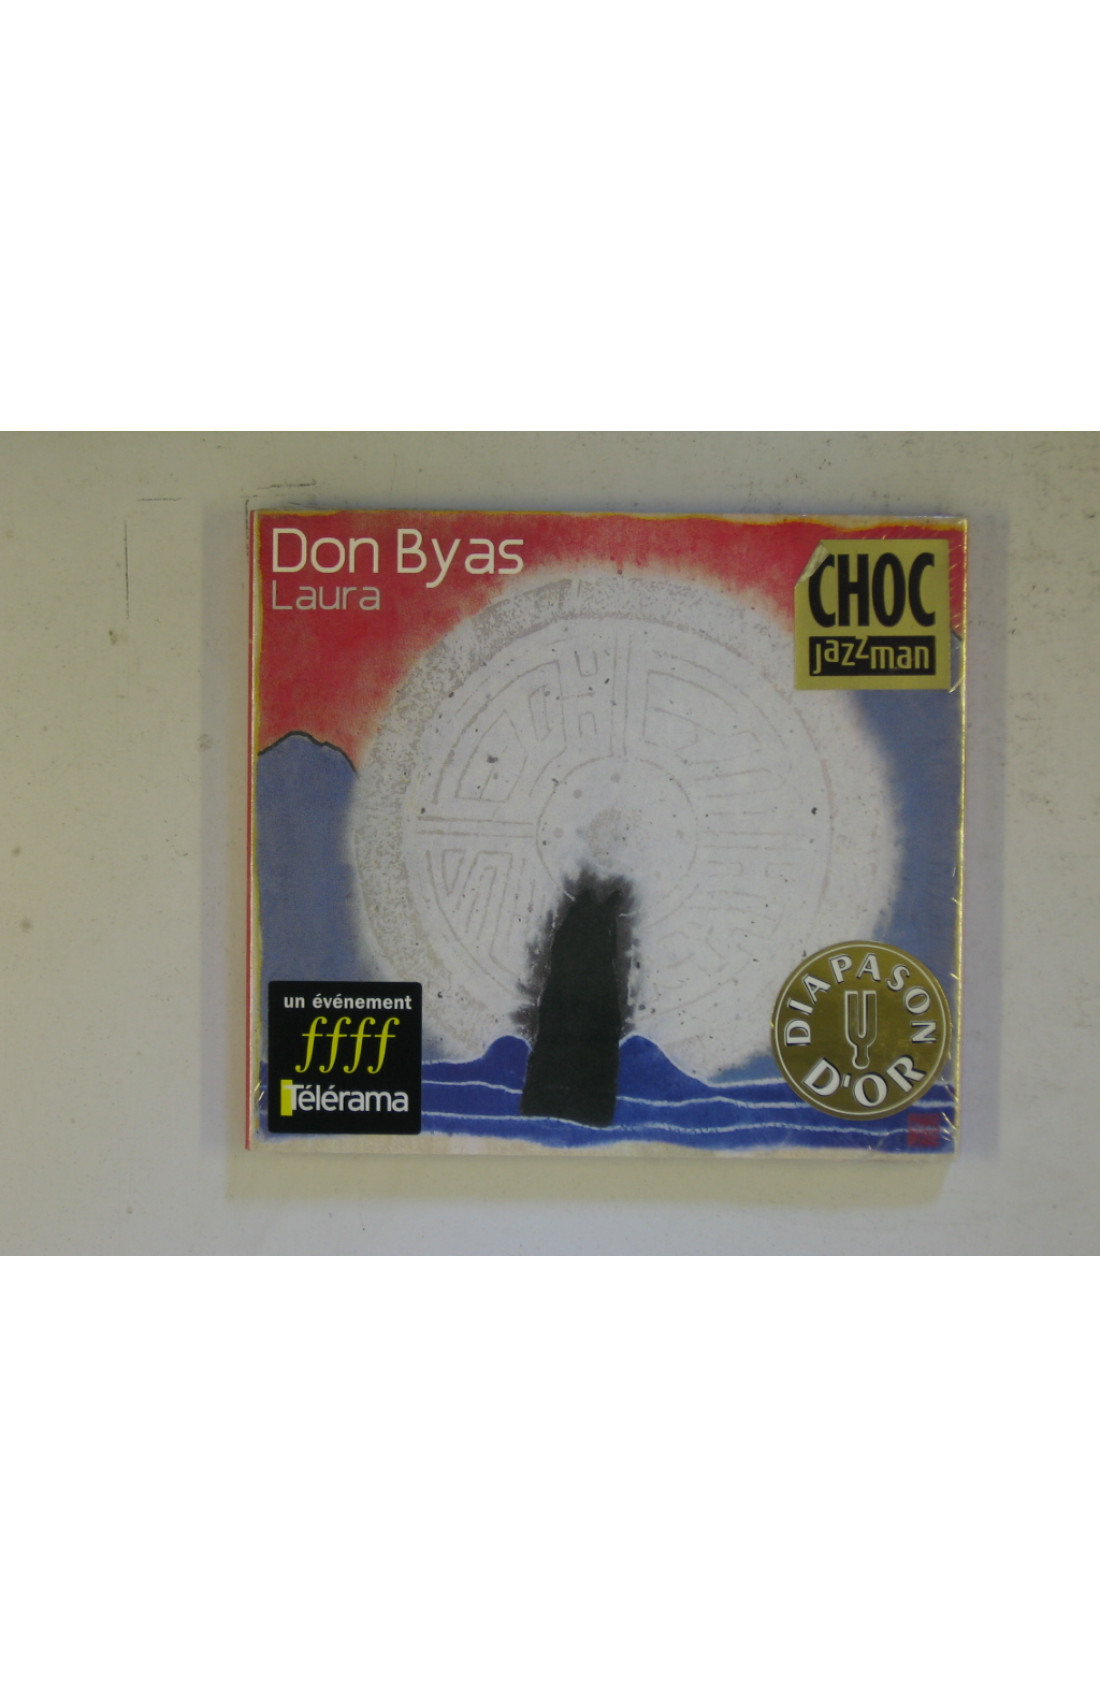 Don Byas
Laura
CHOC
jazzman
un événement
ffff
Télérama
DIAPASON
D'OR